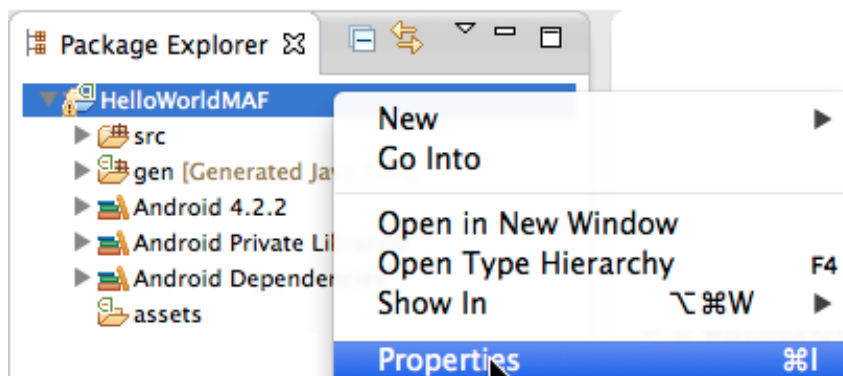 Package Explorer
HelloWorldMAF
src
gen [Generated Ja
Android 4.2.2
Android Private Li
Android Depende
assets
New
Go Into
Open in New Window
Open Type Hierarchy F4
Show In ⌥⌘W
Properties ⌘I